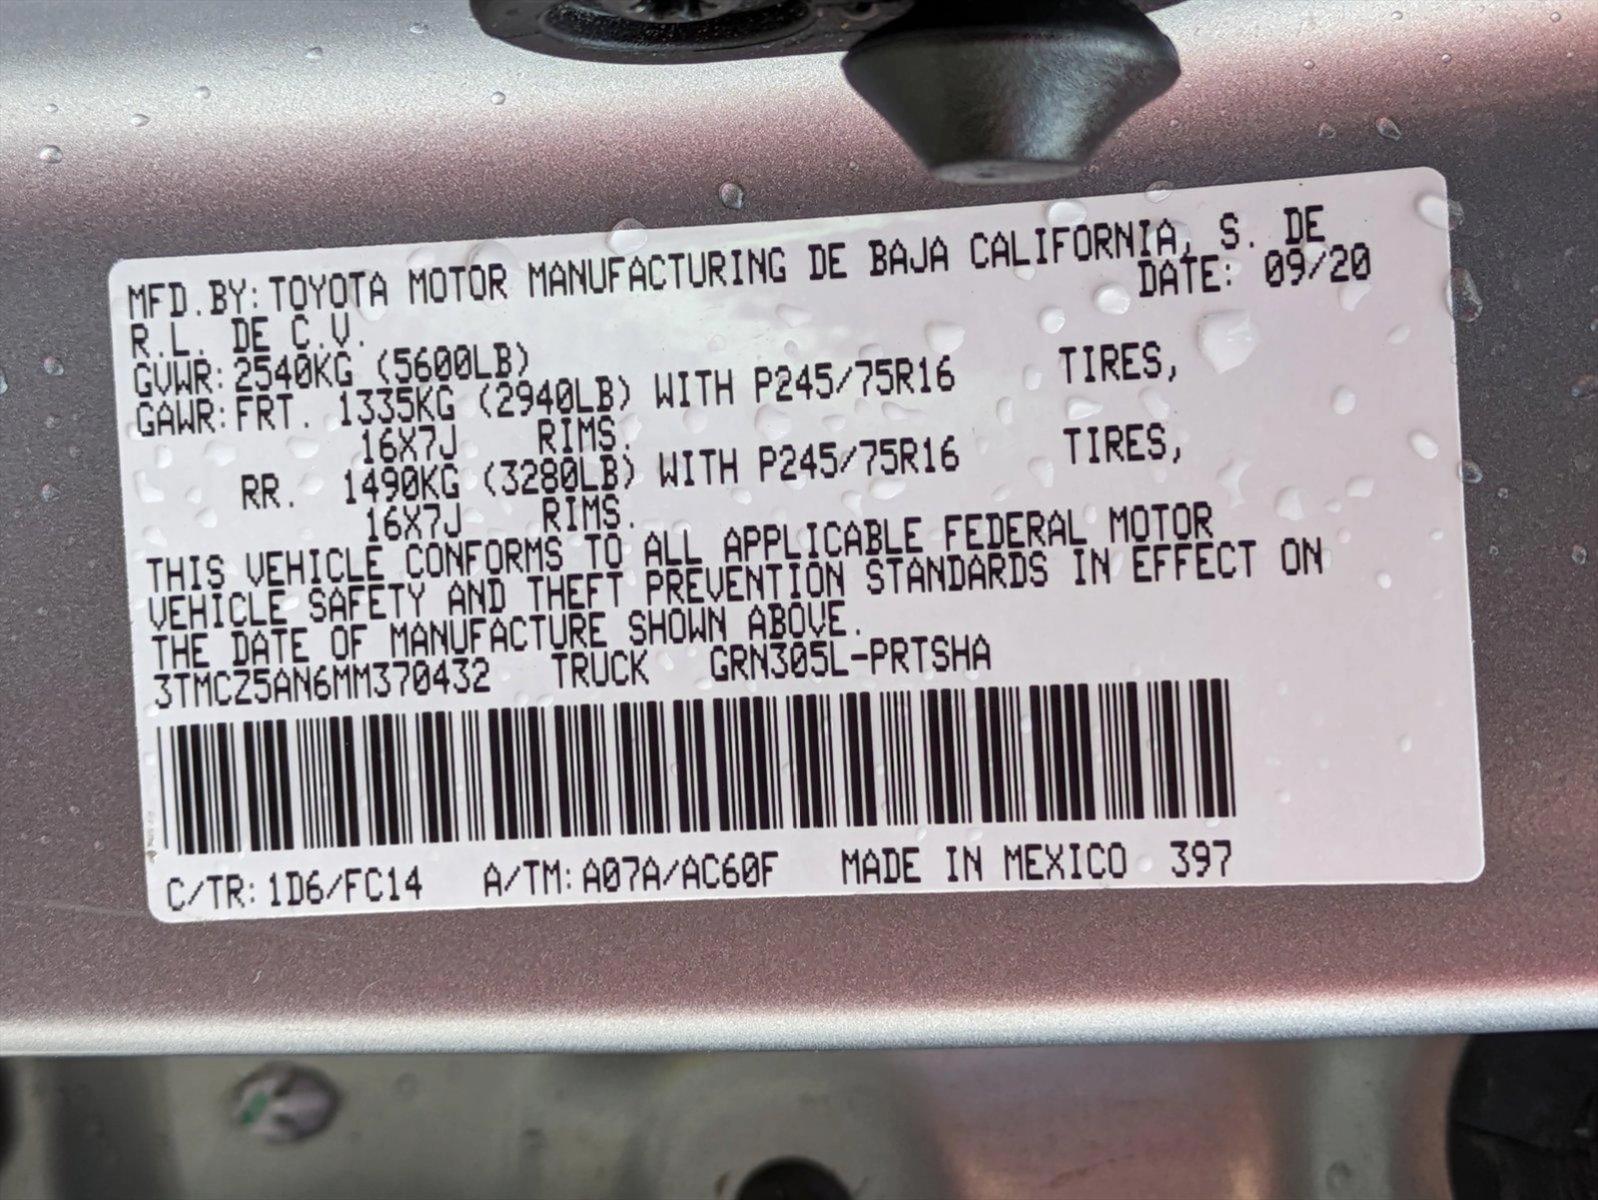 MFD.BY:TOYOTA MOTOR MANUFACTURING DE BAJA CALIFORNIA, S. DE
R.L. DE C.V. DATE: 09/20
GVWR:2540KG (5600LB)
GAWR:FRT. 1335KG (2940LB) WITH P245/75R16 TIRES,
16X7J RIMS.
RR. 1490KG (3280LB) WITH P245/75R16 TIRES,
16X7J RIMS.
THIS VEHICLE CONFORMS TO ALL APPLICABLE FEDERAL MOTOR
VEHICLE SAFETY AND THEFT PREVENTION STANDARDS IN EFFECT ON
THE DATE OF MANUFACTURE SHOWN ABOVE.
3TMCZ5AN6MM370432 TRUCK GRN305L-PRTSHA
C/TR:1D6/FC14 A/TM:A07A/AC60F MADE IN MEXICO 397